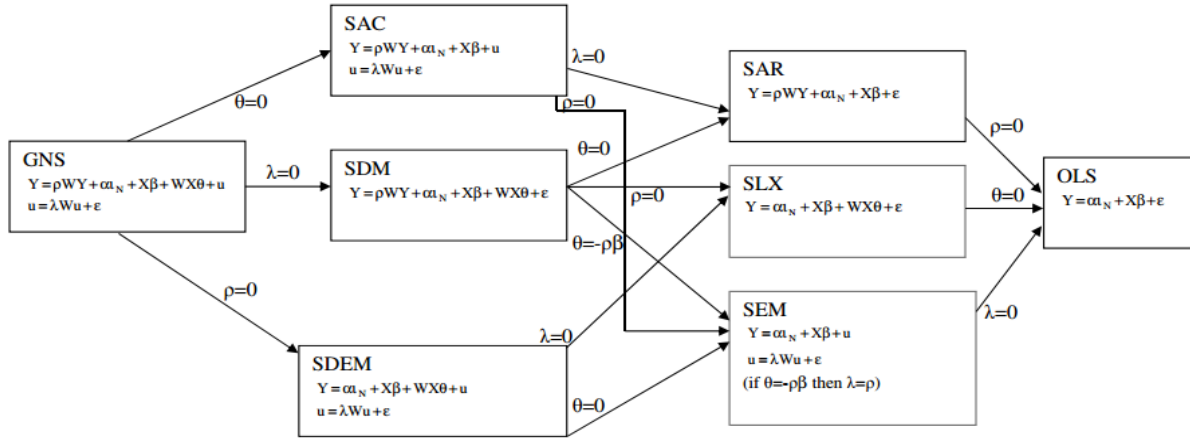 SAC
Y=ρWY+αι_N+Xβ+u
u=λWu+ε
λ=0
ρ=0
θ=0
SAR
Y=ρWY+αι_N+Xβ+ε
ρ=0
GNS
Y=ρWY+αι_N+Xβ+WXθ+u
u=λWu+ε
λ=0
SDM
Y=ρWY+αι_N+Xβ+WXθ+ε
θ=0
ρ=0
θ=-ρβ
SLX
Y=αι_N+Xβ+WXθ+ε
θ=0
OLS
Y=αι_N+Xβ+ε
ρ=0
SDEM
Y=αι_N+Xβ+WXθ+u
u=λWu+ε
λ=0
θ=0
SEM
Y=αι_N+Xβ+u
u=λWu+ε
(if θ=-ρβ then λ=ρ)
λ=0